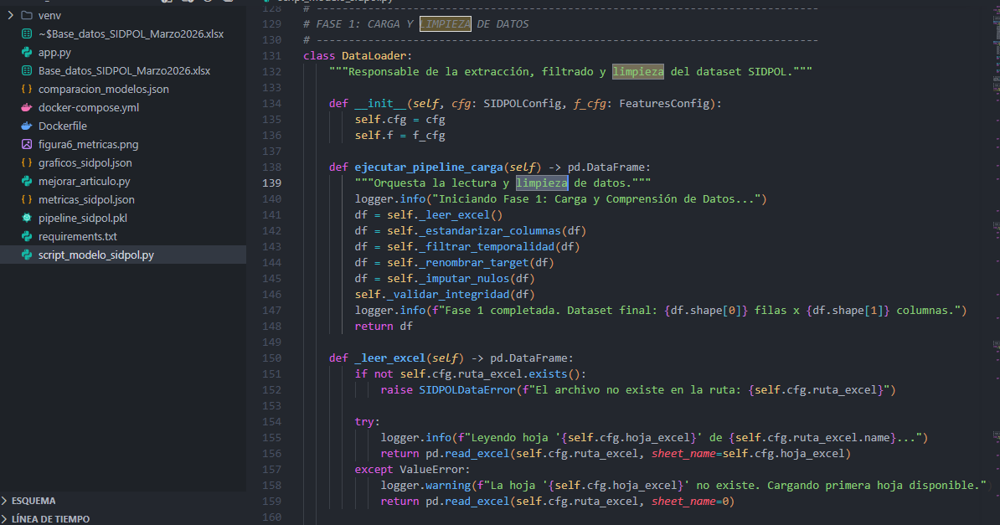 venv
~$Base_datos_SIDPOL_Marzo2026.xlsx
app.py
Base_datos_SIDPOL_Marzo2026.xlsx
comparacion_modelos.json
docker-compose.yml
Dockerfile
figura6_metricas.png
graficos_sidpol.json
mejorar_articulo.py
metricas_sidpol.json
pipeline_sidpol.pkl
requirements.txt
script_modelo_sidpol.py
ESQUEMA
LÍNEA DE TIEMPO
128 # -----------------------------------------------------------------------------
129 # FASE 1: CARGA Y LIMPIEZA DE DATOS
130 # -----------------------------------------------------------------------------
131 class DataLoader:
132     """Responsable de la extracción, filtrado y limpieza del dataset SIDPOL."""
133
134     def __init__(self, cfg: SIDPOLConfig, f_cfg: FeaturesConfig):
135         self.cfg = cfg
136         self.f = f_cfg
137
138     def ejecutar_pipeline_carga(self) -> pd.DataFrame:
139         """Orquesta la lectura y limpieza de datos."""
140         logger.info("Iniciando Fase 1: Carga y Comprensión de Datos...")
141         df = self._leer_excel()
142         df = self._estandarizar_columnas(df)
143         df = self._filtrar_temporalidad(df)
144         df = self._renombrar_target(df)
145         df = self._imputar_nulos(df)
146         self._validar_integridad(df)
147         logger.info(f"Fase 1 completada. Dataset final: {df.shape[0]} filas x {df.shape[1]} columnas.")
148         return df
149
150     def _leer_excel(self) -> pd.DataFrame:
151         if not self.cfg.ruta_excel.exists():
152             raise SIDPOLDataError(f"El archivo no existe en la ruta: {self.cfg.ruta_excel}")
153
154         try:
155             logger.info(f"Leyendo hoja '{self.cfg.hoja_excel}' de {self.cfg.ruta_excel.name}...")
156             return pd.read_excel(self.cfg.ruta_excel, sheet_name=self.cfg.hoja_excel)
157         except ValueError:
158             logger.warning(f"La hoja '{self.cfg.hoja_excel}' no existe. Cargando primera hoja disponible."
159             return pd.read_excel(self.cfg.ruta_excel, sheet_name=0)
160